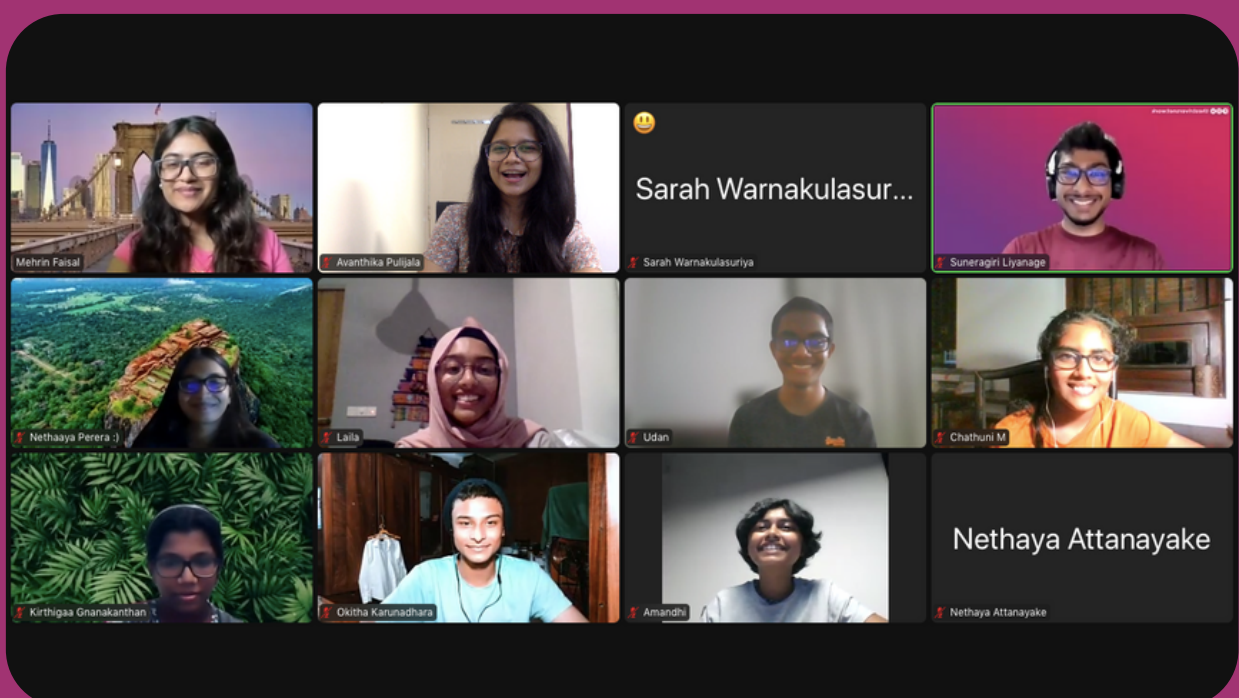 Mehrin Faisal
Avanthika Pulijala
Sarah Warnakulasur...
Sarah Warnakulasuriya
Suneragiri Liyanage
Nethaaya Perera :)
Laila
Udan
Chathuni M
Kirthigaa Gnanakanthan
Okitha Karunadhara
Amandhi
Nethaya Attanayake
Nethaya Attanayake